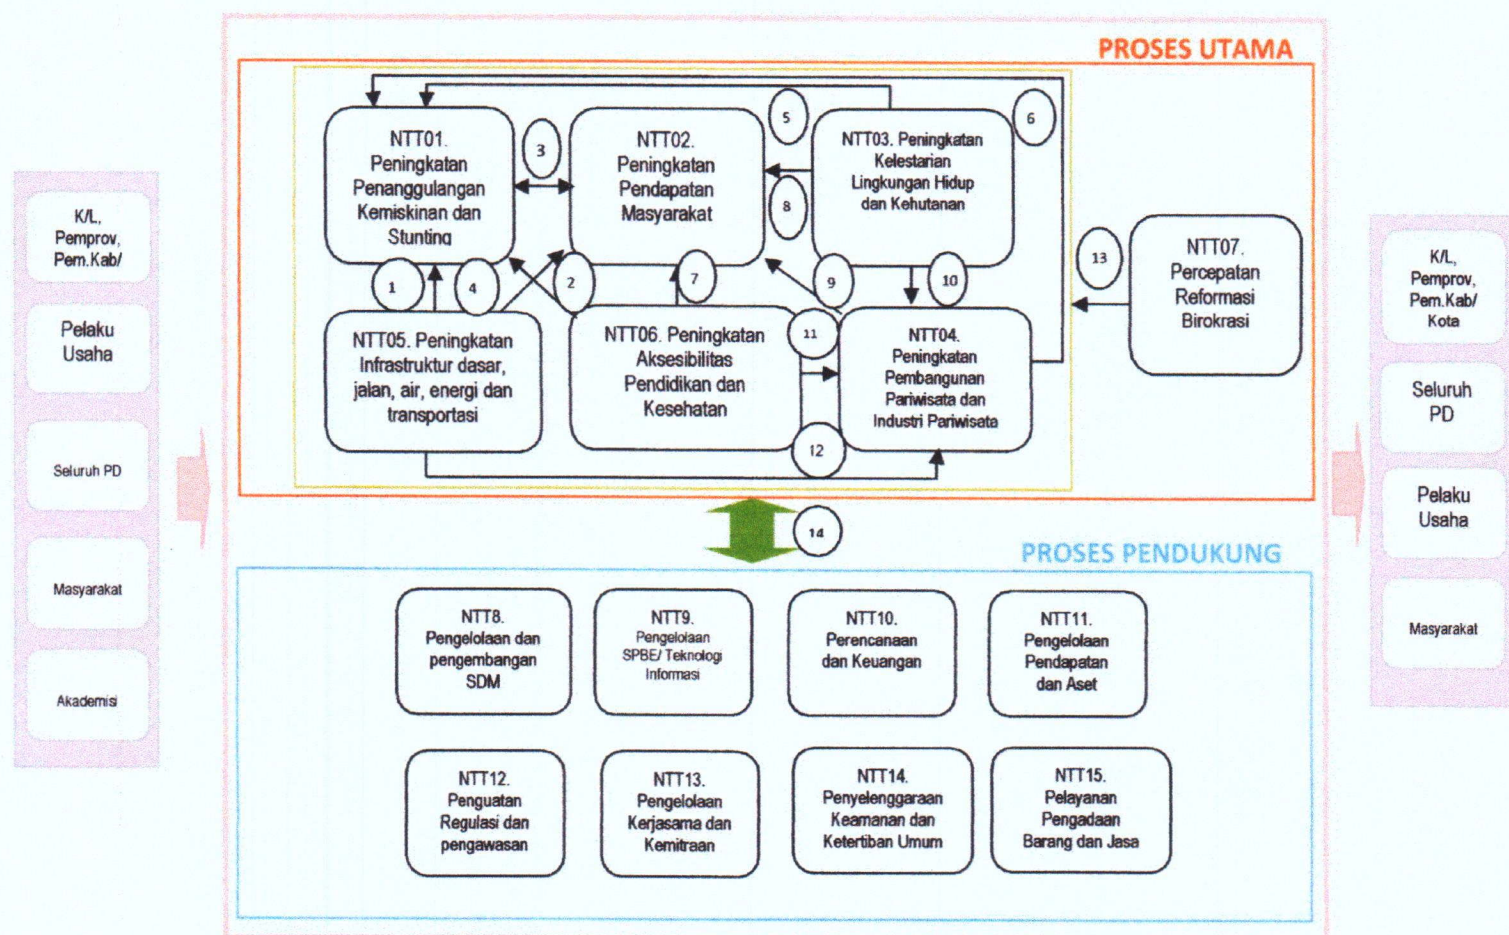 PROSES UTAMA
K/L,
Pemprov,
Pem.Kab/
Pelaku
Usaha
Seluruh PD
Masyarakat
Akademisi
NTT01.
Peningkatan
Penanggulangan
Kemiskinan dan
Stunting
3
NTT02.
Peningkatan
Pendapatan
Masyarakat
5
8
NTT03. Peningkatan
Kelestarian
Lingkungan Hidup
dan Kehutanan
6
1
4
2
7
9
10
13
NTT07.
Percepatan
Reformasi
Birokrasi
NTT05. Peningkatan
Infrastruktur dasar,
jalan, air, energi dan
transportasi
NTT06. Peningkatan
Aksesibilitas
Pendidikan dan
Kesehatan
11
12
NTT04.
Peningkatan
Pembangunan
Pariwisata dan
Industri Pariwisata
14
PROSES PENDUKUNG
NTT8.
Pengelolaan dan
pengembangan
SDM
NTT9.
Pengelolaan
SPBE/ Teknologi
Informasi
NTT10.
Perencanaan
dan Keuangan
NTT11.
Pengelolaan
Pendapatan
dan Aset
NTT12.
Penguatan
Regulasi dan
pengawasan
NTT13.
Pengelolaan
Kerjasama dan
Kemitraan
NTT14.
Penyelenggaraan
Keamanan dan
Ketertiban Umum
NTT15.
Pelayanan
Pengadaan
Barang dan Jasa
K/L,
Pemprov,
Pem.Kab/
Kota
Seluruh
PD
Pelaku
Usaha
Masyarakat